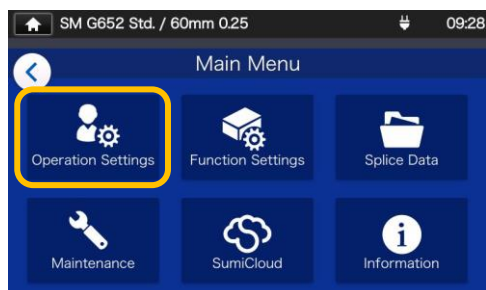 SM G652 Std. / 60mm 0.25 09:28
Main Menu
Operation Settings Function Settings Splice Data
Maintenance SumiCloud Information